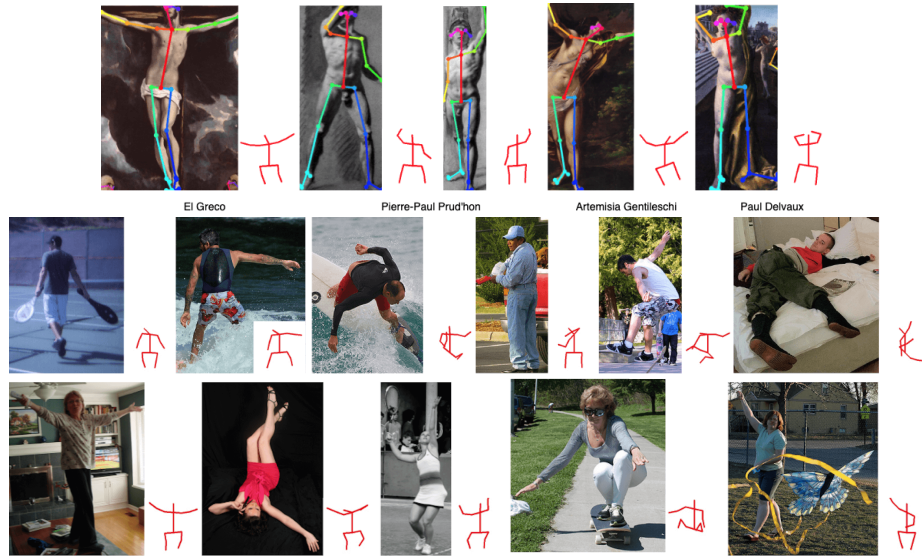 El Greco
Pierre-Paul Prud'hon
Artemisia Gentileschi
Paul Delvaux